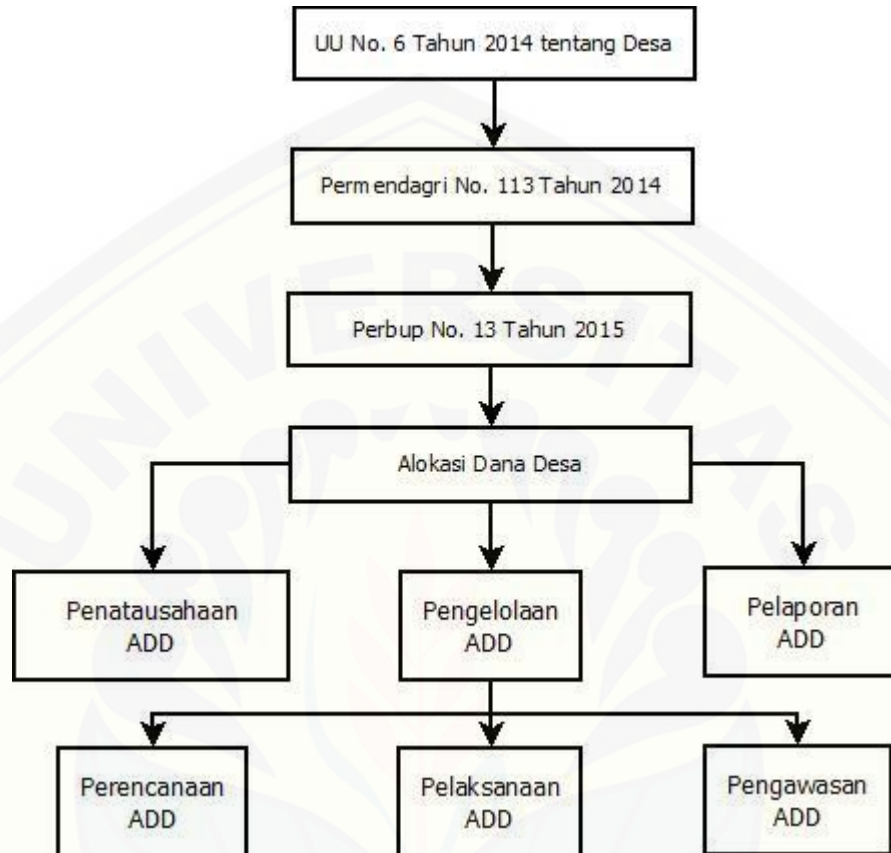 UU No. 6 Tahun 2014 tentang Desa
Permendagri No. 113 Tahun 2014
Perbup No. 13 Tahun 2015
Alokasi Dana Desa
Penatausahaan
ADD
Pengelolaan
ADD
Pelaporan
ADD
Perencanaan
ADD
Pelaksanaan
ADD
Pengawasan
ADD
UNIVERSITAS